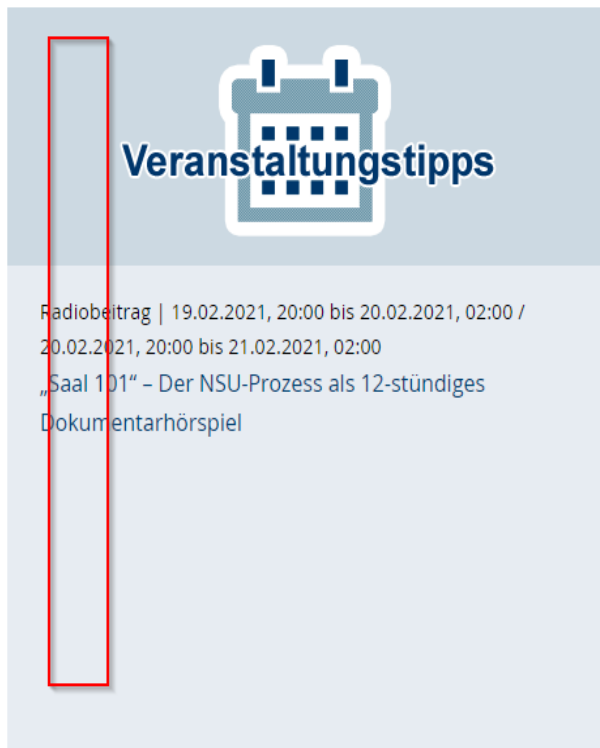 Veranstaltungstipps
Radiobeitrag | 19.02.2021, 20:00 bis 20.02.2021, 02:00 /
20.02.2021, 20:00 bis 21.02.2021, 02:00
„Saal 101“ – Der NSU-Prozess als 12-stündiges
Dokumentarhörspiel